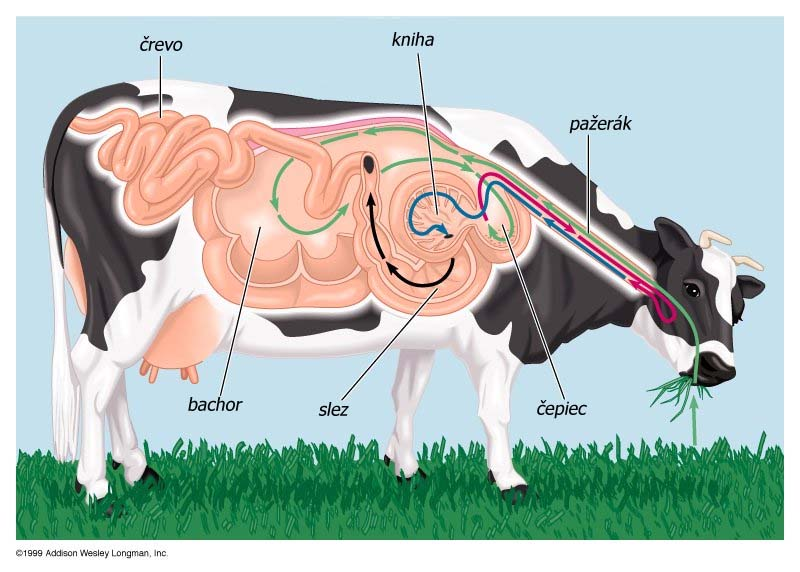 črevo
kniha
pažerák
bachor
slez
čepiec
©1999 Addison Wesley Longman, Inc.